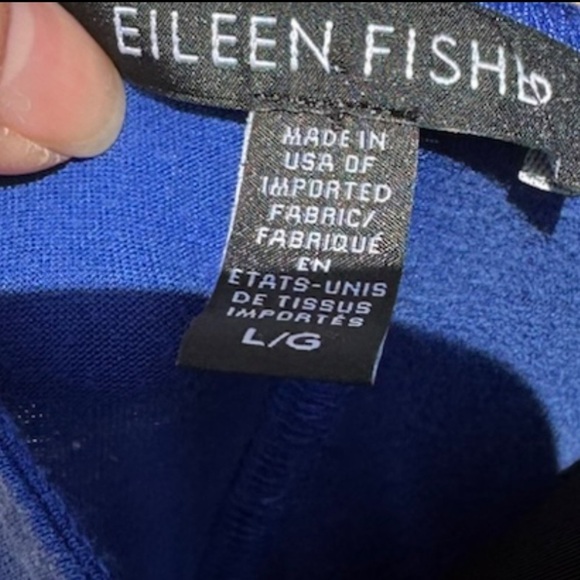 EILEEN FISH
MADE IN
USA OF
IMPORTED
FABRIC/
FABRIQUÉ
EN
ÉTATS-UNIS
DE TISSUS
IMPORTÉS
L/G